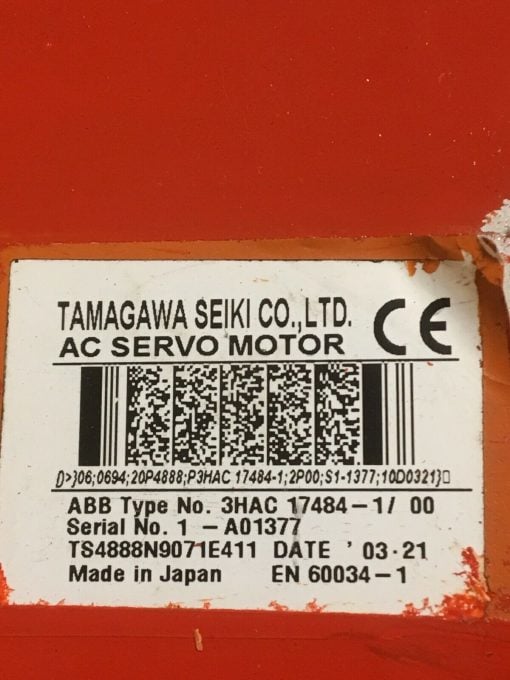 TAMAGAWA SEIKI CO.,LTD.
AC SERVO MOTOR
CE
[)>}06;0694;20P4888;P3HAC 17484-1;2P00;S1-1377;10D0321}▯
ABB Type No. 3HAC 17484-1/ 00
Serial No. 1 -A01377
TS4888N9071E411 DATE ' 03·21
Made in Japan EN 60034-1